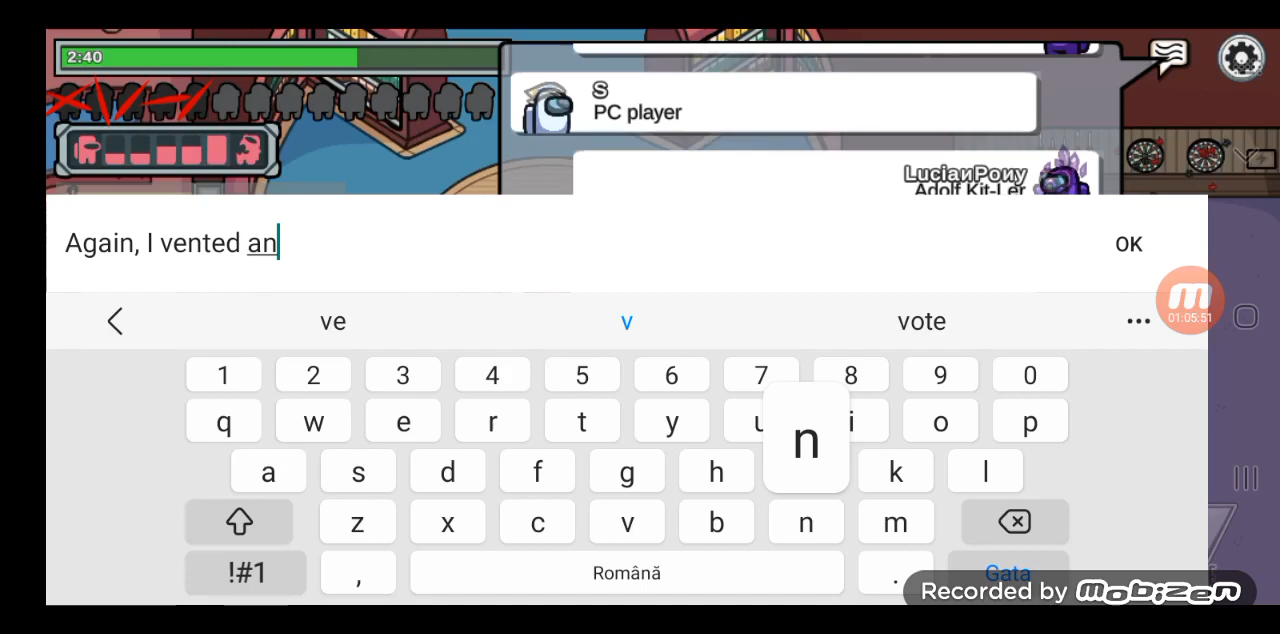 2:40
S
PC player
LucianPony
Adolf Kit-Ler
Again, I vented an
OK
ve
v
vote
01:05:51
1 2 3 4 5 6 7 8 9 0
q w e r t y u i o p
n
a s d f g h k l
z x c v b n m
!#1 , Română . Gata
Recorded by mobizen